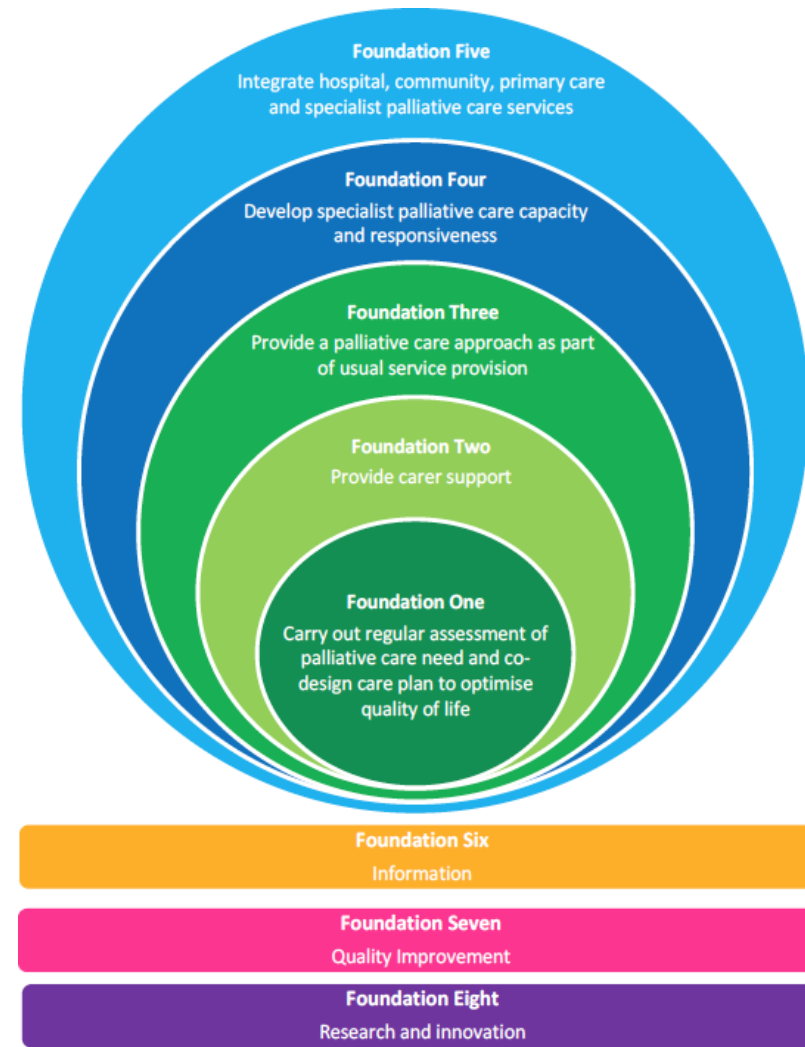 Foundation Five
Integrate hospital, community, primary care
and specialist palliative care services
Foundation Four
Develop specialist palliative care capacity
and responsiveness
Foundation Three
Provide a palliative care approach as part
of usual service provision
Foundation Two
Provide carer support
Foundation One
Carry out regular assessment of
palliative care need and co-
design care plan to optimise
quality of life
Foundation Six
Information
Foundation Seven
Quality Improvement
Foundation Eight
Research and innovation